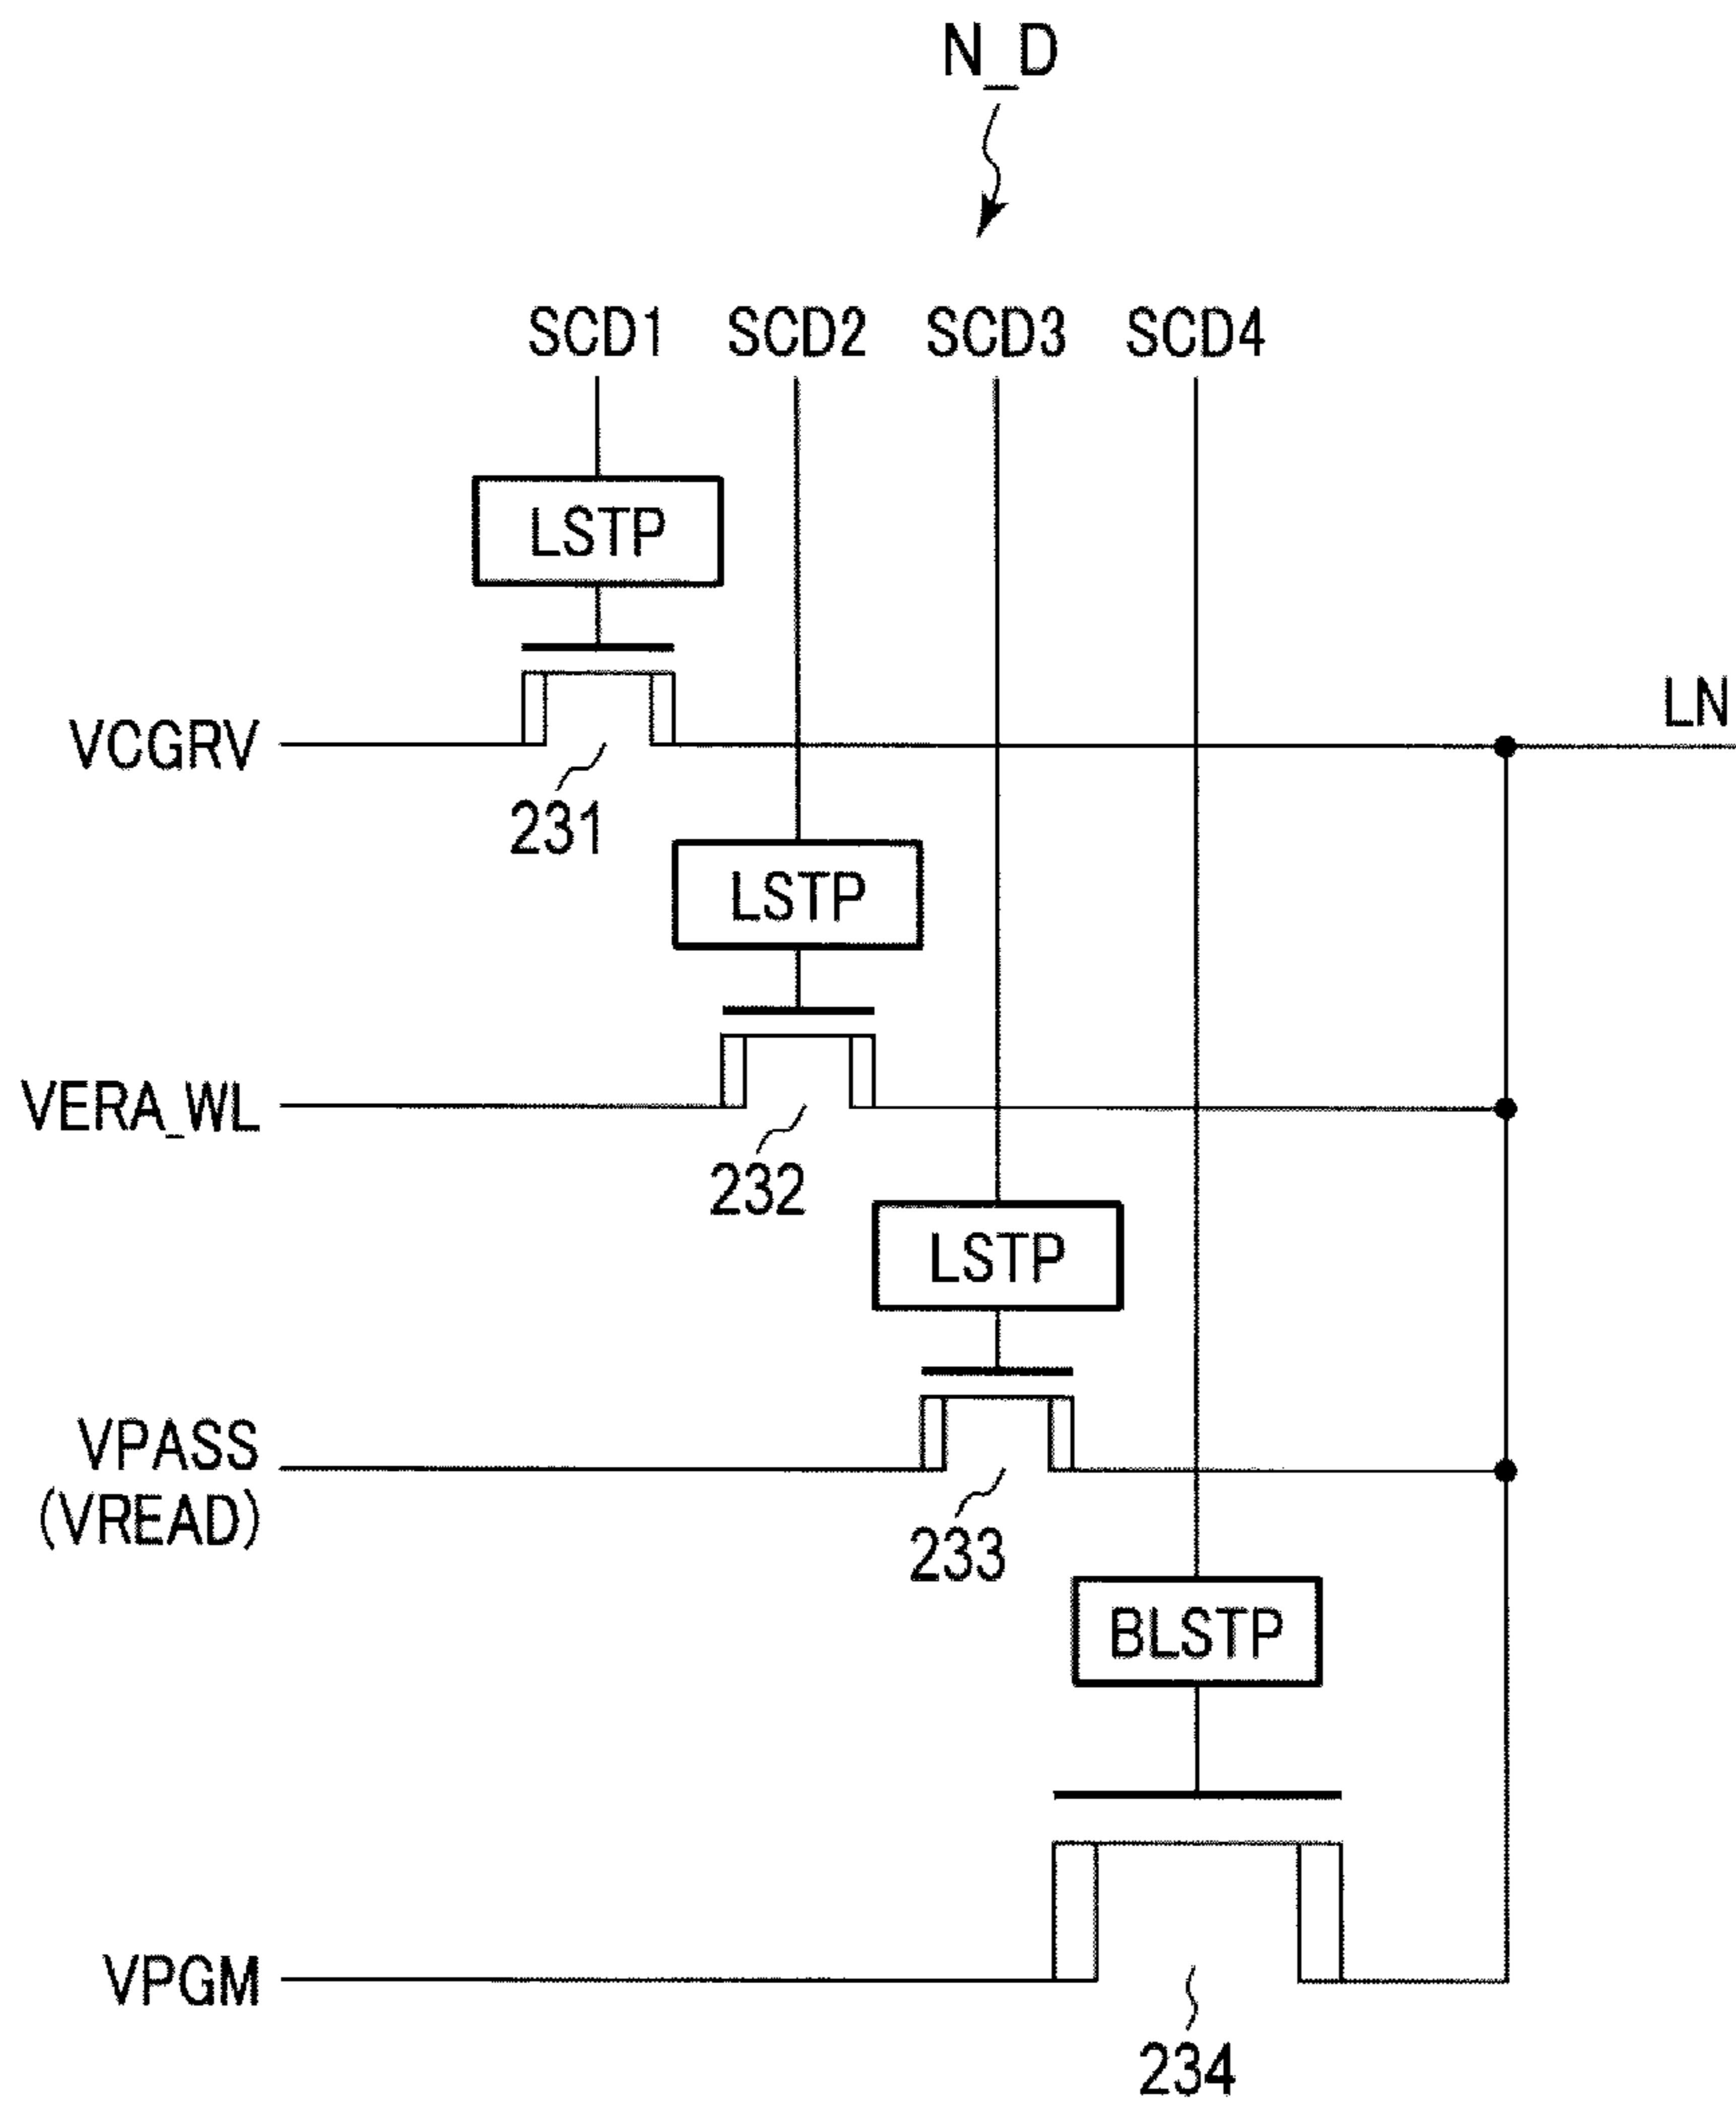 N_D
SCD1 SCD2 SCD3 SCD4
LSTP
LN
VCGRV
231
LSTP
VERA_WL
232
LSTP
VPASS
(VREAD)
233
BLSTP
VPGM
234